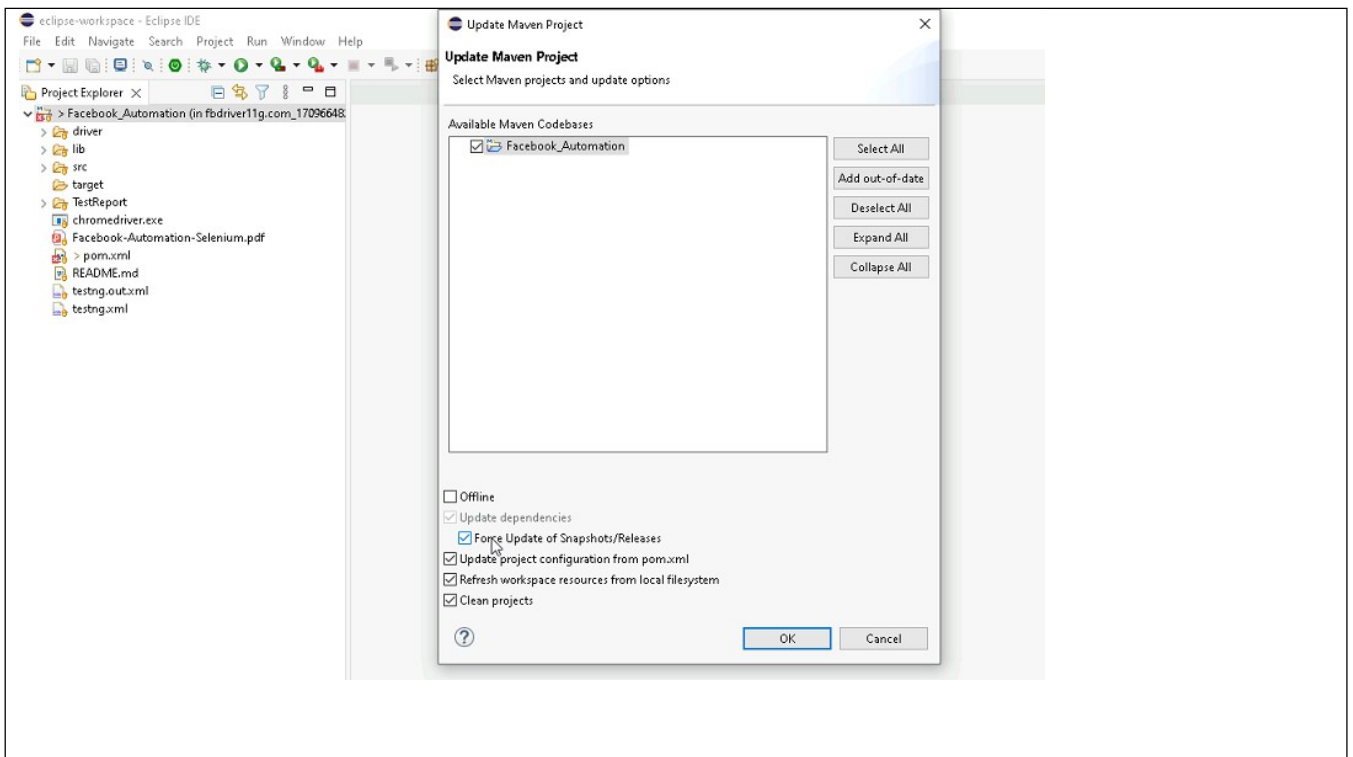 eclipse-workspace - Eclipse IDE
File Edit Navigate Search Project Run Window Help
Project Explorer
> Facebook_Automation (in fbdriver11g.com_17096648
driver
lib
src
target
TestReport
chromedriver.exe
Facebook-Automation-Selenium.pdf
> pom.xml
README.md
testng.out.xml
testng.xml
Update Maven Project
Update Maven Project
Select Maven projects and update options
Available Maven Codebases
Facebook_Automation
Select All
Add out-of-date
Deselect All
Expand All
Collapse All
Offline
Update dependencies
Force Update of Snapshots/Releases
Update project configuration from pom.xml
Refresh workspace resources from local filesystem
Clean projects
OK Cancel